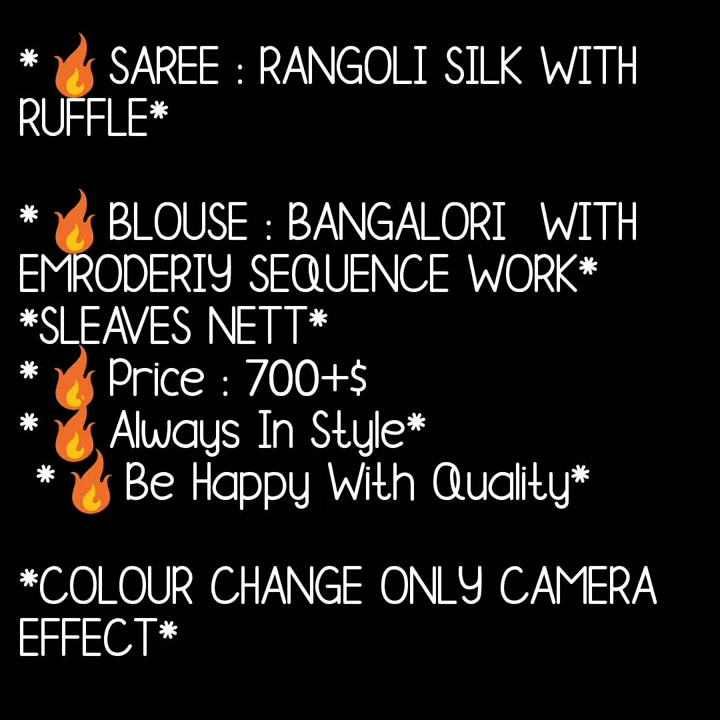 *🔥 SAREE : RANGOLI SILK WITH
RUFFLE*
*🔥 BLOUSE : BANGALORI  WITH
EMRODERIY SEQUENCE WORK*
*SLEAVES NETT*
*🔥 Price : 700+$
*🔥 Always In Style*
*🔥 Be Happy With Quality*
*COLOUR CHANGE ONLY CAMERA
EFFECT*